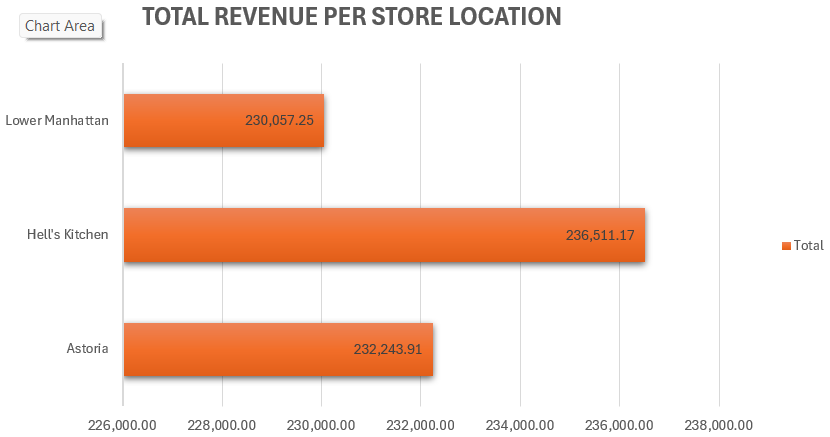 TOTAL REVENUE PER STORE LOCATION
Chart Area
Lower Manhattan
230,057.25
Hell's Kitchen
236,511.17
Total
Astoria
232,243.91
226,000.00 228,000.00 230,000.00 232,000.00 234,000.00 236,000.00 238,000.00